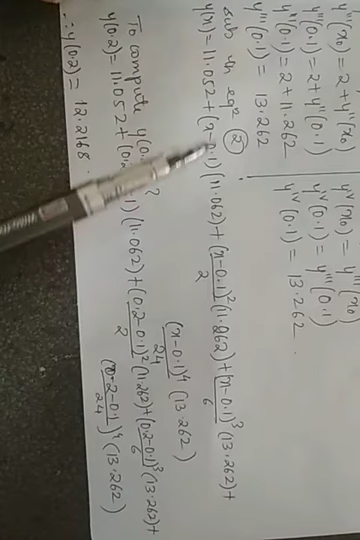 y'''(x₀) = 2 + y''(x₀)
y'''(0.1) = 2 + y''(0.1)
y'''(0.1) = 2 + 11.262
y'''(0.1) = 13.262
yⱽ(x₀) = y'''(x₀)
yⱽ(0.1) = y'''(0.1)
yⱽ(0.1) = 13.262
sub in eqn ②
y(x) = 11.052 + (x-0.1)(11.062) + (x-0.1)²/2 (11.262) + (x-0.1)³/6 (13.262) +
(x-0.1)⁴/24 (13.262)
To compute y(0.
y(0.2) = 11.052 + (0.2 1)(11.062) + (0.2-0.1)²/2 (11.262) + (0.2-0.1)³/6 (13.262) +
(0.2-0.1)⁴/24 (13.262)
∴ y(0.2) = 12.2168.